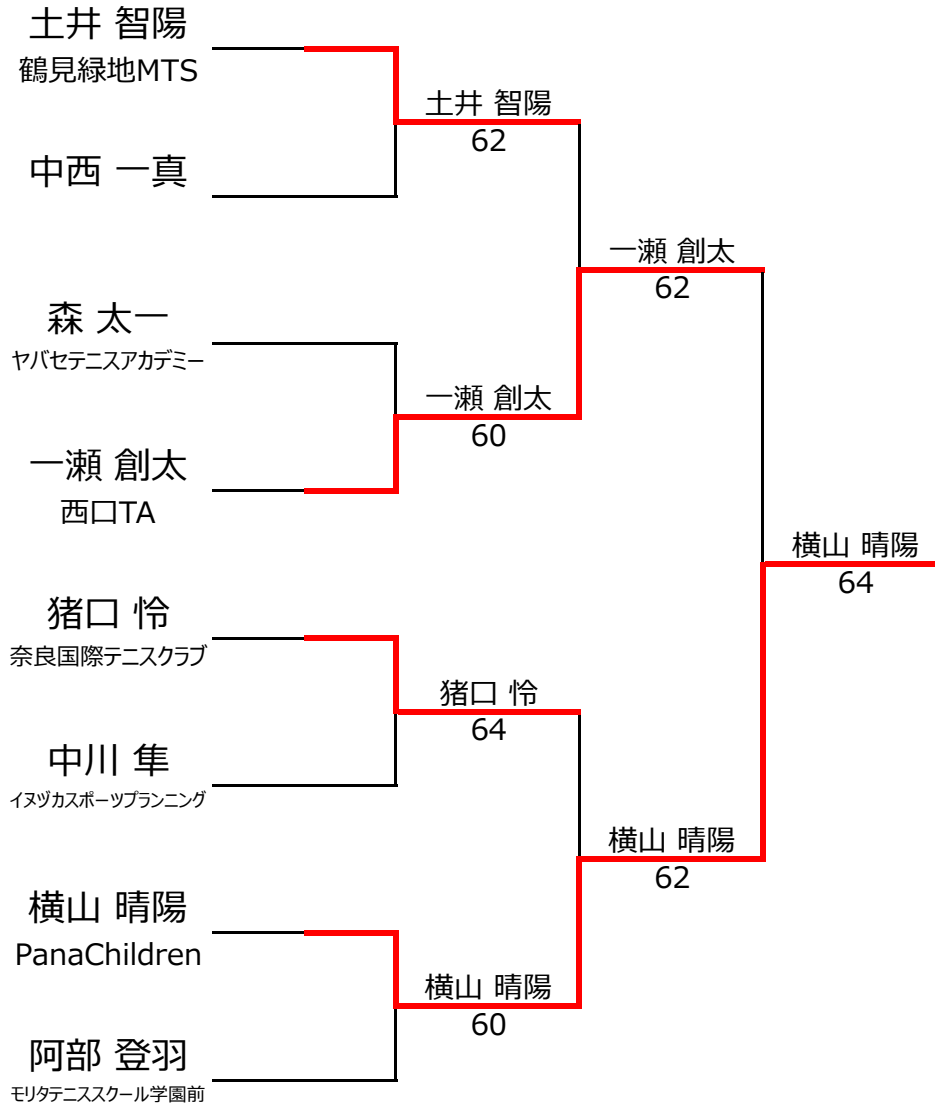 土井 智陽
鶴見緑地MTS
中西 一真
森 太一
ヤバセテニスアカデミー
一瀬 創太
西口TA
猪口 怜
奈良国際テニスクラブ
中川 隼
イヌヅカスポーツプランニング
横山 晴陽
PanaChildren
阿部 登羽
モリタテニススクール学園前
土井 智陽
62
一瀬 創太
60
猪口 怜
64
横山 晴陽
60
一瀬 創太
62
横山 晴陽
62
横山 晴陽
64